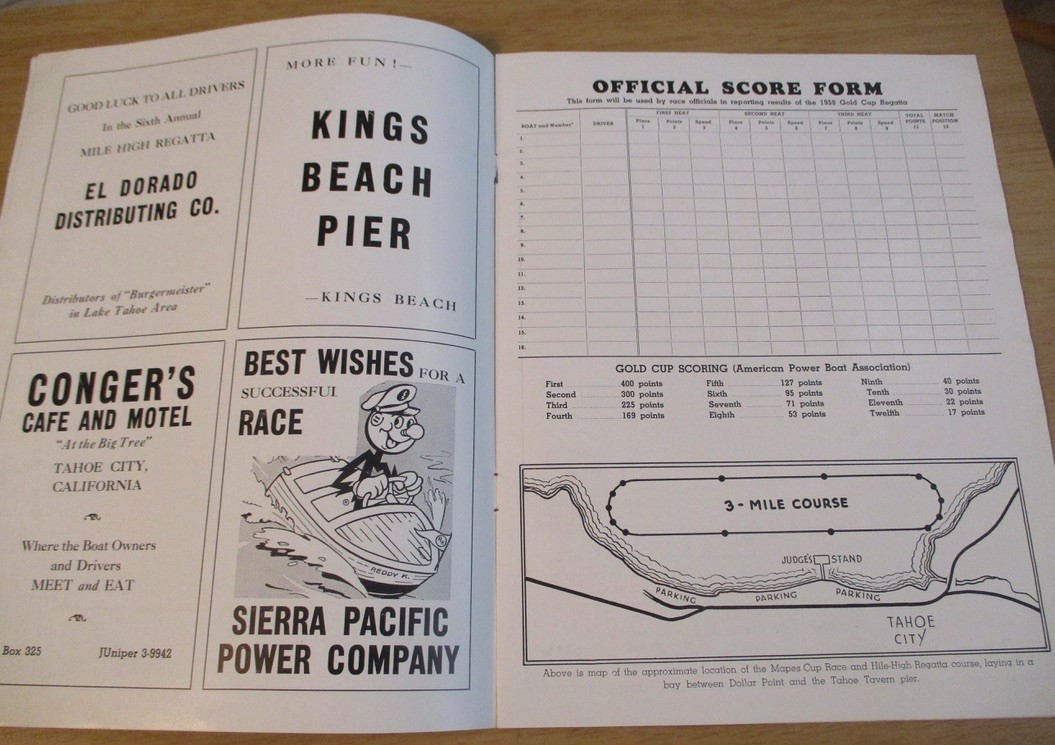 GOOD LUCK TO ALL DRIVERS
In the Sixth Annual
MILE HIGH REGATTA
EL DORADO
DISTRIBUTING CO.
Distributors of "Burgermeister"
in Lake Tahoe Area
MORE FUN!—
KINGS
BEACH
PIER
—KINGS BEACH
CONGER'S
CAFE AND MOTEL
"At the Big Tree"
TAHOE CITY,
CALIFORNIA
Where the Boat Owners
and Drivers
MEET and EAT
Box 325 JUniper 3-9942
BEST WISHES FOR A
SUCCESSFUL
RACE
REDDY K.
SIERRA PACIFIC
POWER COMPANY
OFFICIAL SCORE FORM
This form will be used by race officials in reporting results of the 1958 Gold Cup Regatta
BOAT and Number DRIVER FIRST HEAT SECOND HEAT THIRD HEAT TOTAL POINTS MATCH POSITION
Place Points Speed Place Points Speed Place Points Speed
1.
2.
3.
4.
5.
6.
7.
8.
9.
10.
11.
12.
13.
14.
15.
16.
GOLD CUP SCORING (American Power Boat Association)
First 400 points Fifth 127 points Ninth 40 points
Second 300 points Sixth 95 points Tenth 30 points
Third 225 points Seventh 71 points Eleventh 22 points
Fourth 169 points Eighth 53 points Twelfth 17 points
3-MILE COURSE
JUDGE'S STAND
PARKING PARKING PARKING
TAHOE
CITY
Above is map of the approximate location of the Mapes Cup Race and Hile-High Regatta course, laying in a
bay between Dollar Point and the Tahoe Tavern pier.